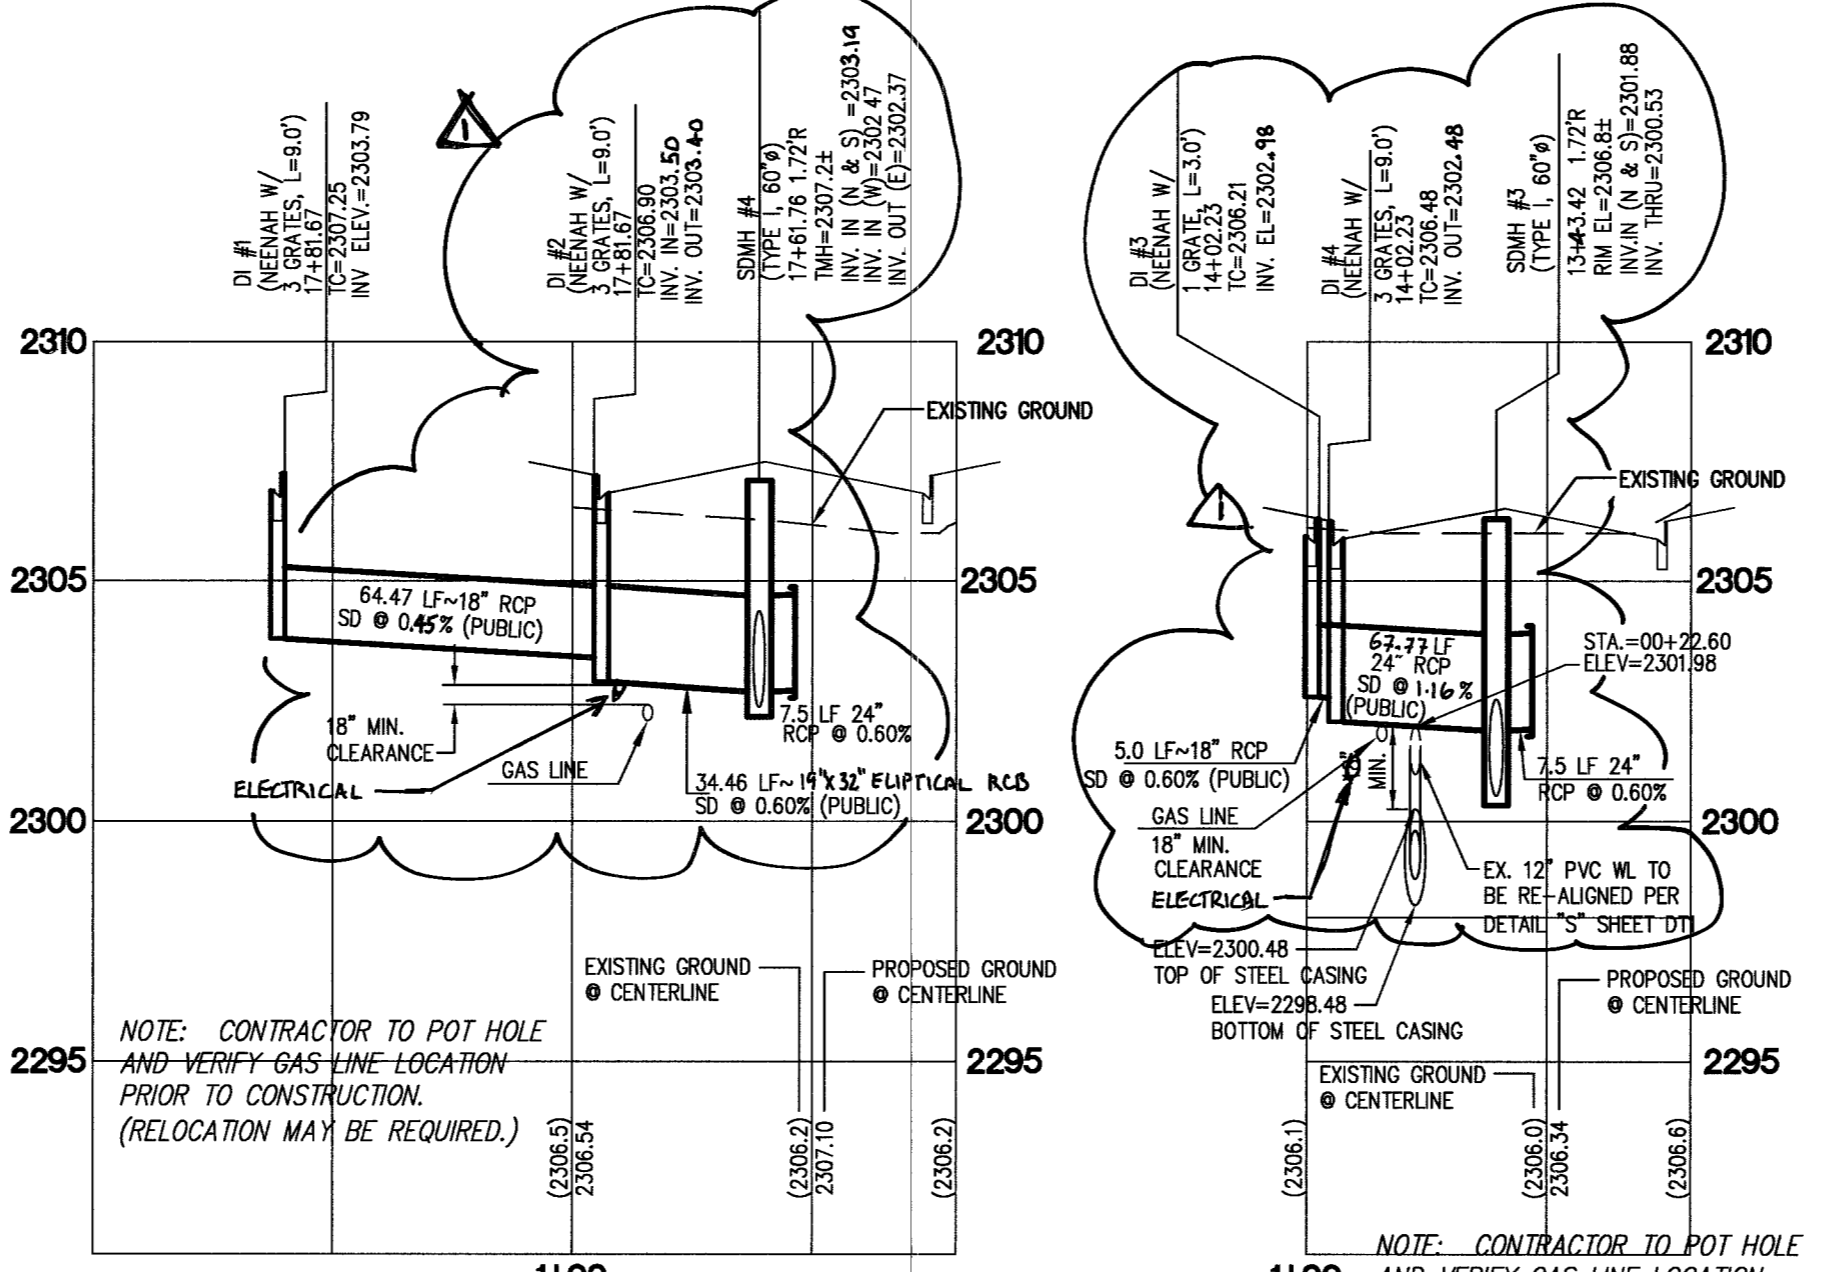 DI #1
(NEENAH W/
3 GRATES, L=9.0')
17+81.67
TC=2307.25
INV ELEV.=2303.79
1
DI #2
(NEENAH W/
3 GRATES, L=9.0')
17+81.67
TC=2306.90
INV. IN=2303.50
INV. OUT=2303.40
SDMH #4
(TYPE I, 60"ø)
17+61.76 1.72'R
TMH=2307.2±
INV. IN (N & S) =2303.19
INV. IN (W)=2302 47
INV. OUT (E)=2302.37
2310
2310
EXISTING GROUND
2305
2305
64.47 LF~18" RCP
SD @ 0.45% (PUBLIC)
18" MIN.
CLEARANCE
GAS LINE
ELECTRICAL
7.5 LF 24"
RCP @ 0.60%
34.46 LF~ 19"X32" ELIPTICAL RCB
SD @ 0.60% (PUBLIC)
2300
2300
EXISTING GROUND
@ CENTERLINE
PROPOSED GROUND
@ CENTERLINE
NOTE: CONTRACTOR TO POT HOLE
AND VERIFY GAS LINE LOCATION
PRIOR TO CONSTRUCTION.
(RELOCATION MAY BE REQUIRED.)
2295
2295
(2306.5)
2306.54
(2306.2)
2307.10
(2306.2)
DI #3
(NEENAH W/
1 GRATE, L=3.0')
14+02.23
TC=2306.21
INV. EL=2302.98
DI #4
(NEENAH W/
3 GRATES, L=9.0')
14+02.23
TC=2306.48
INV. OUT=2302.48
SDMH #3
(TYPE I, 60"ø)
13+43.42 1.72'R
RIM EL=2306.8±
INV.IN (N & S)=2301.88
INV. THRU=2300.53
2310
1
EXISTING GROUND
2305
67.77 LF
24" RCP
SD @ 1.16%
(PUBLIC)
STA.=00+22.60
ELEV=2301.98
5.0 LF~18" RCP
SD @ 0.60% (PUBLIC)
MIN.
7.5 LF 24"
RCP @ 0.60%
GAS LINE
18" MIN.
CLEARANCE
ELECTRICAL
2300
EX. 12" PVC WL TO
BE RE-ALIGNED PER
DETAIL "S" SHEET DT1
ELEV=2300.48
TOP OF STEEL CASING
ELEV=2298.48
BOTTOM OF STEEL CASING
PROPOSED GROUND
@ CENTERLINE
2295
EXISTING GROUND
@ CENTERLINE
(2306.1)
(2306.0)
2306.34
(2306.6)
NOTE: CONTRACTOR TO POT HOLE
AND VERIFY GAS LINE LOCATION